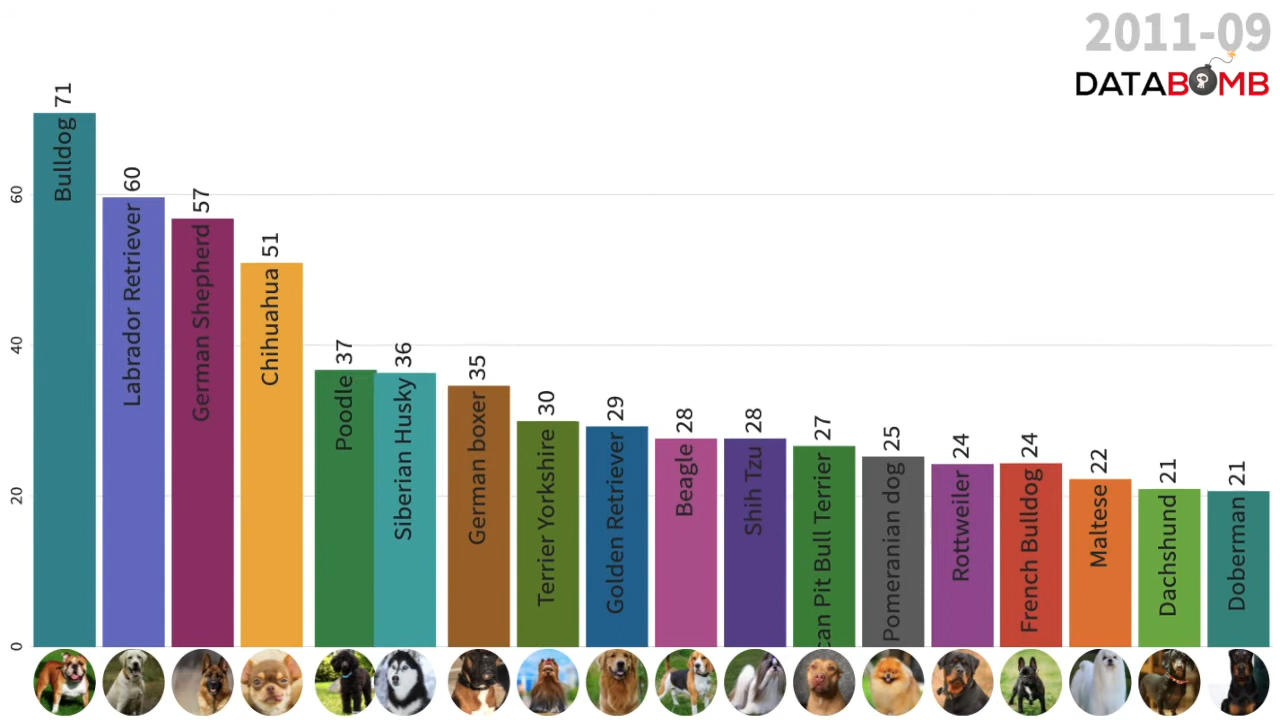 2011-09
DATABOMB
60
40
20
0
Bulldog 71
Labrador Retriever 60
German Shepherd 57
Chihuahua 51
Poodle 37
Siberian Husky 36
German boxer 35
Terrier Yorkshire 30
Golden Retriever 29
Beagle 28
Shih Tzu 28
can Pit Bull Terrier 27
Pomeranian dog 25
Rottweiler 24
French Bulldog 24
Maltese 22
Dachshund 21
Doberman 21